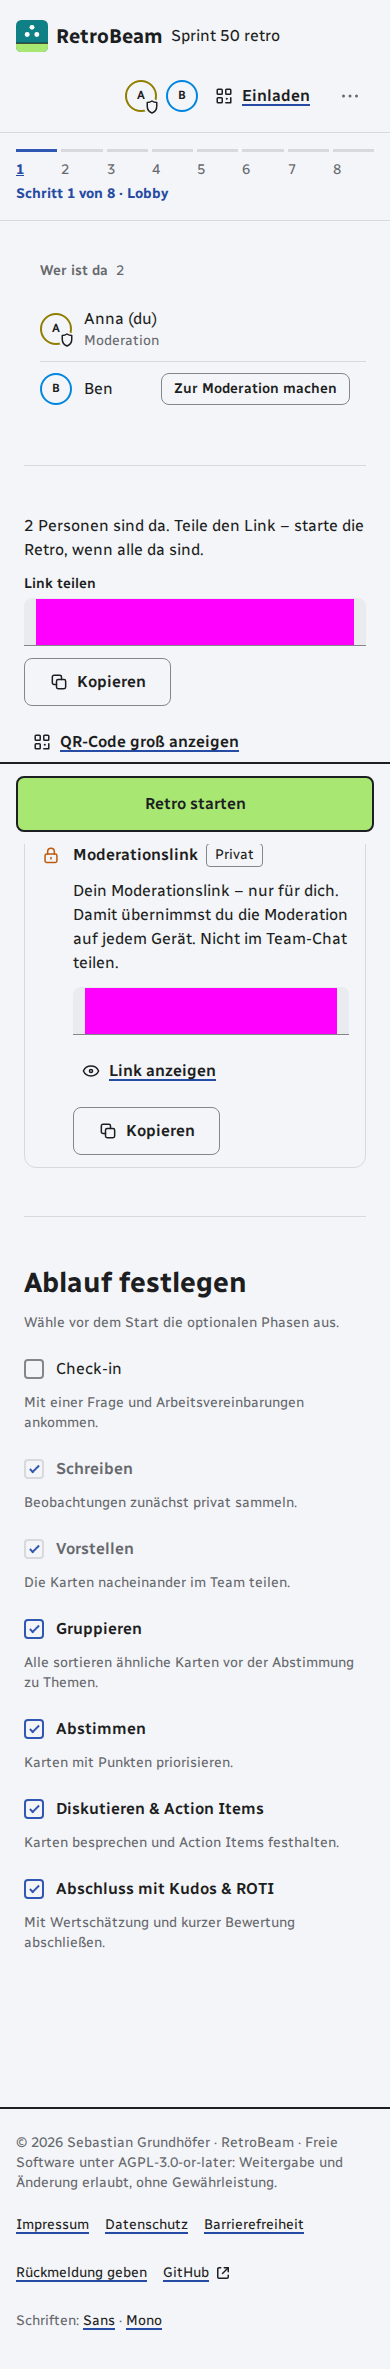 RetroBeam Sprint 50 retro
A B Einladen
1 2 3 4 5 6 7 8
Schritt 1 von 8 · Lobby
Wer ist da 2
A Anna (du)
Moderation
B Ben Zur Moderation machen
2 Personen sind da. Teile den Link – starte die
Retro, wenn alle da sind.
Link teilen
Kopieren
QR-Code groß anzeigen
Retro starten
Moderationslink Privat
Dein Moderationslink – nur für dich.
Damit übernimmst du die Moderation
auf jedem Gerät. Nicht im Team-Chat
teilen.
Link anzeigen
Kopieren
Ablauf festlegen
Wähle vor dem Start die optionalen Phasen aus.
Check-in
Mit einer Frage und Arbeitsvereinbarungen
ankommen.
Schreiben
Beobachtungen zunächst privat sammeln.
Vorstellen
Die Karten nacheinander im Team teilen.
Gruppieren
Alle sortieren ähnliche Karten vor der Abstimmung
zu Themen.
Abstimmen
Karten mit Punkten priorisieren.
Diskutieren & Action Items
Karten besprechen und Action Items festhalten.
Abschluss mit Kudos & ROTI
Mit Wertschätzung und kurzer Bewertung
abschließen.
© 2026 Sebastian Grundhöfer · RetroBeam · Freie
Software unter AGPL-3.0-or-later: Weitergabe und
Änderung erlaubt, ohne Gewährleistung.
Impressum Datenschutz Barrierefreiheit
Rückmeldung geben GitHub
Schriften: Sans · Mono